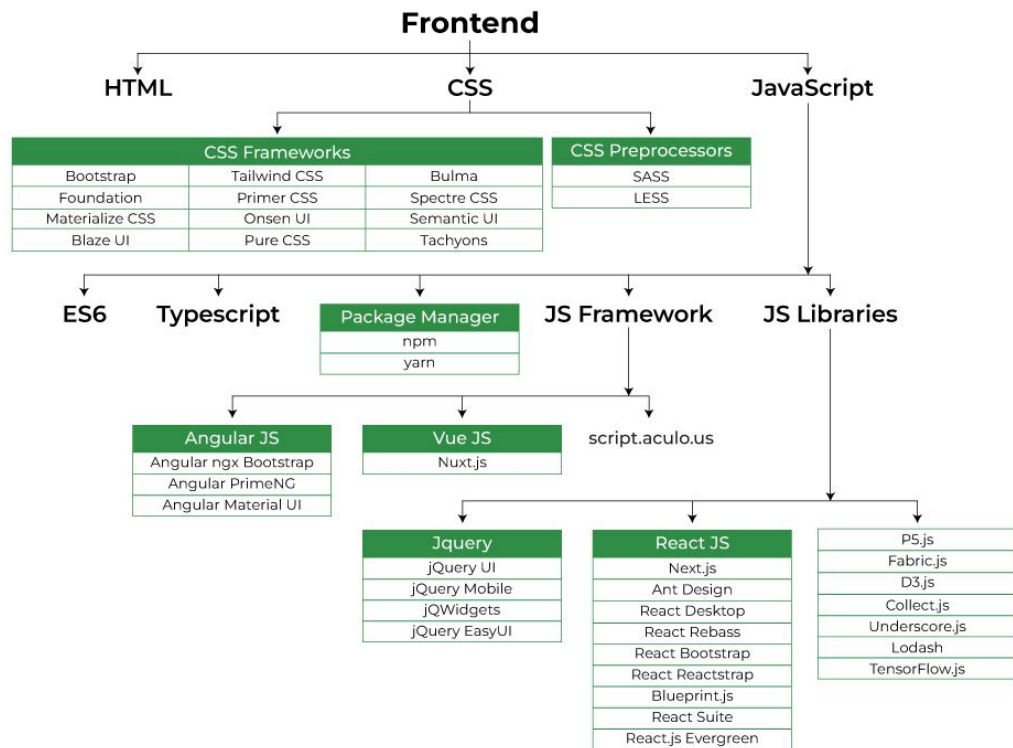 Frontend
HTML
CSS
JavaScript
CSS Frameworks
Bootstrap
Tailwind CSS
Bulma
Foundation
Primer CSS
Spectre CSS
Materialize CSS
Onsen UI
Semantic UI
Blaze UI
Pure CSS
Tachyons
CSS Preprocessors
SASS
LESS
ES6
Typescript
Package Manager
npm
yarn
JS Framework
JS Libraries
Angular JS
Angular ngx Bootstrap
Angular PrimeNG
Angular Material UI
Vue JS
Nuxt.js
script.aculo.us
Jquery
jQuery UI
jQuery Mobile
jQWidgets
jQuery EasyUI
React JS
Next.js
Ant Design
React Desktop
React Rebass
React Bootstrap
React Reactstrap
Blueprint.js
React Suite
React.js Evergreen
P5.js
Fabric.js
D3.js
Collect.js
Underscore.js
Lodash
TensorFlow.js